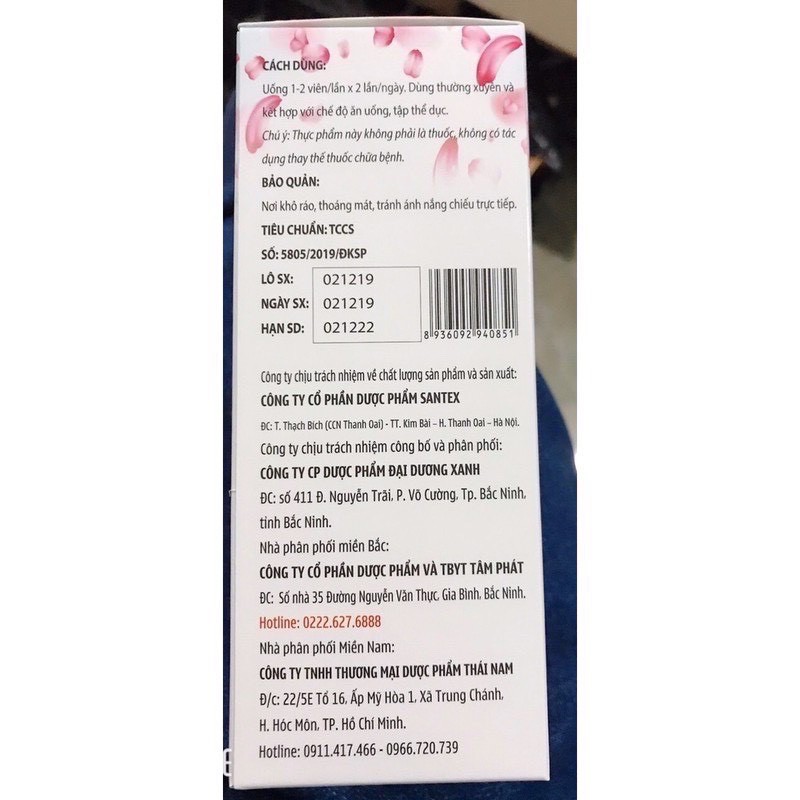 CÁCH DÙNG:
Uống 1-2 viên/lần x 2 lần/ngày. Dùng thường xuyên và
kết hợp với chế độ ăn uống, tập thể dục.
Chú ý: Thực phẩm này không phải là thuốc, không có tác
dụng thay thế thuốc chữa bệnh.
BẢO QUẢN:
Nơi khô ráo, thoáng mát, tránh ánh nắng chiếu trực tiếp.
TIÊU CHUẨN: TCCS
SỐ: 5805/2019/ĐKSP
LÔ SX: 021219
NGÀY SX: 021219
HẠN SD: 021222
8 936092 940851
Công ty chịu trách nhiệm về chất lượng sản phẩm và sản xuất:
CÔNG TY CỔ PHẦN DƯỢC PHẨM SANTEX
ĐC: T. Thạch Bích (CCN Thanh Oai) - TT. Kim Bài – H. Thanh Oai – Hà Nội.
Công ty chịu trách nhiệm công bố và phân phối:
CÔNG TY CP DƯỢC PHẨM ĐẠI DƯƠNG XANH
ĐC: số 411 Đ. Nguyễn Trãi, P. Võ Cường, Tp. Bắc Ninh,
tỉnh Bắc Ninh.
Nhà phân phối miền Bắc:
CÔNG TY CỔ PHẦN DƯỢC PHẨM VÀ TBYT TÂM PHÁT
ĐC: Số nhà 35 Đường Nguyễn Văn Thực, Gia Bình, Bắc Ninh.
Hotline: 0222.627.6888
Nhà phân phối Miền Nam:
CÔNG TY TNHH THƯƠNG MẠI DƯỢC PHẨM THÁI NAM
Đ/c: 22/5E Tổ 16, Ấp Mỹ Hòa 1, Xã Trung Chánh,
H. Hóc Môn, TP. Hồ Chí Minh.
Hotline: 0911.417.466 - 0966.720.739